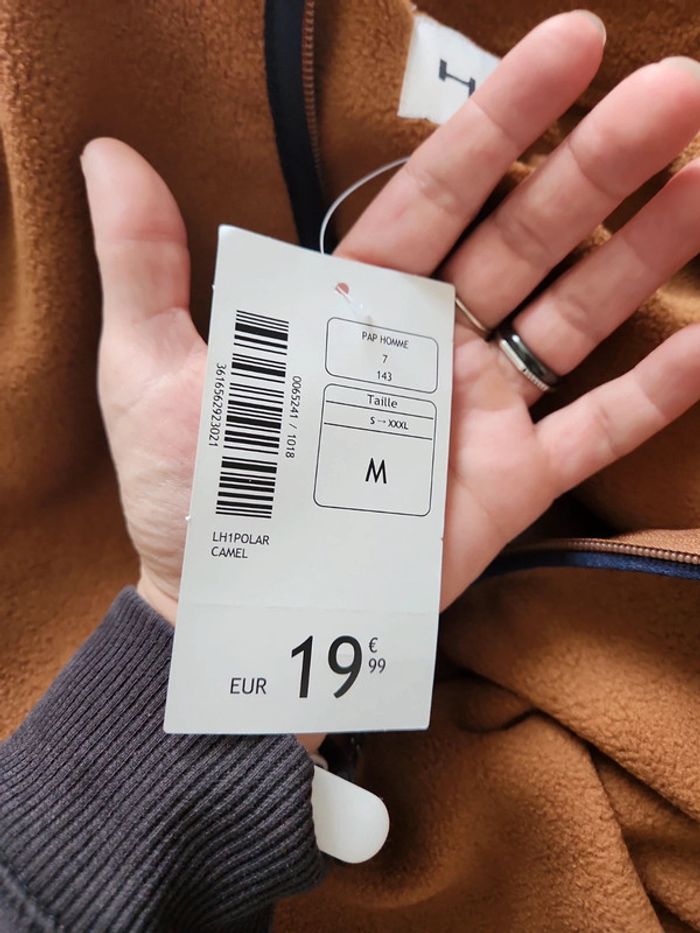 H
PAP HOMME
7
143
Taille
S → XXXL
M
0065241 / 1018
3616562923021
LH1POLAR
CAMEL
EUR 19€99